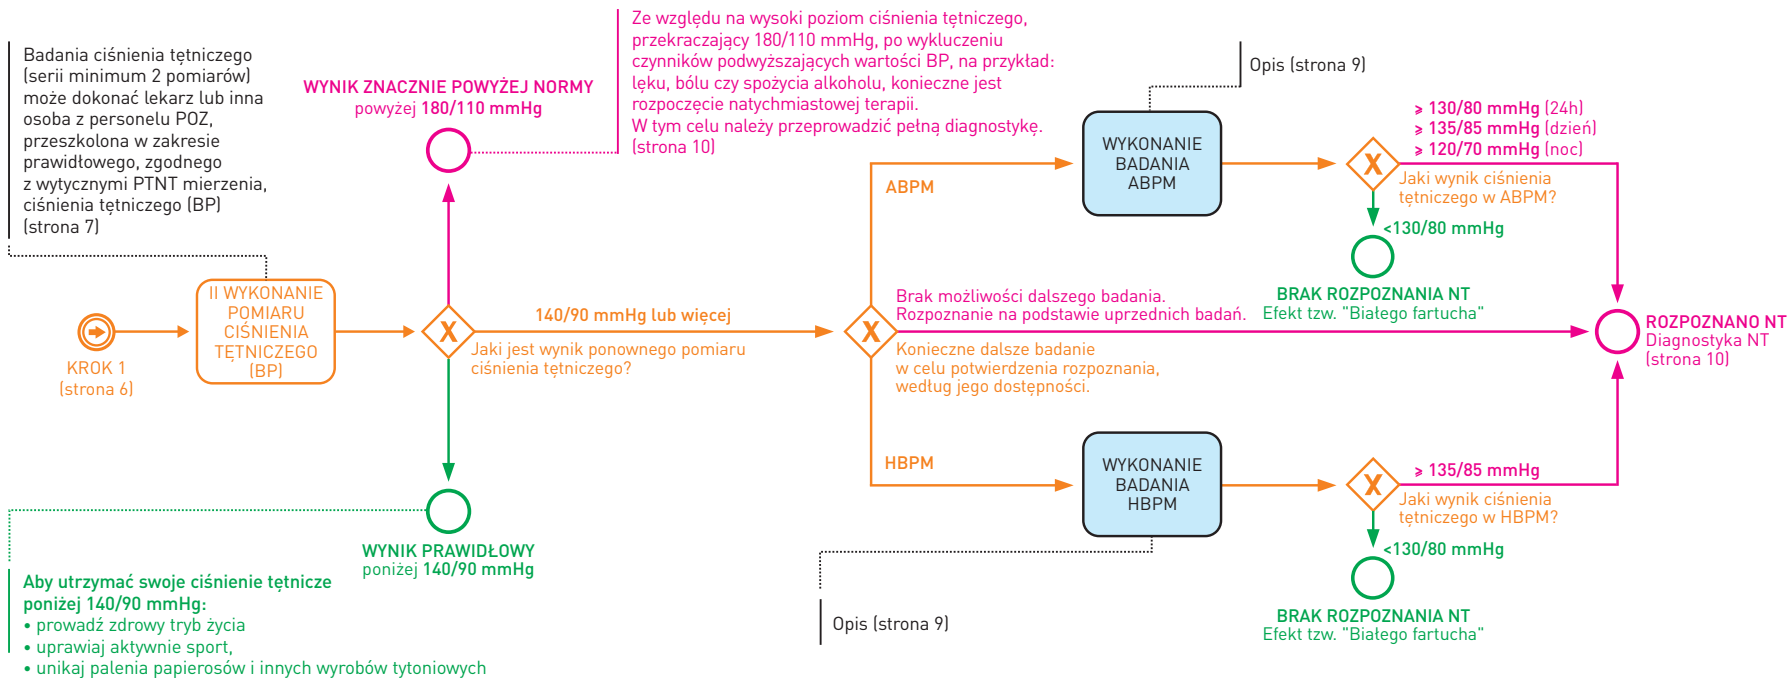 Badania ciśnienia tętniczego
(serii minimum 2 pomiarów)
może dokonać lekarz lub inna
osoba z personelu POZ,
przeszkolona w zakresie
prawidłowego, zgodnego
z wytycznymi PTNT mierzenia,
ciśnienia tętniczego (BP)
(strona 7)
KROK 1
(strona 6)
II WYKONANIE
POMIARU
CIŚNIENIA
TĘTNICZEGO
(BP)
WYNIK ZNACZNIE POWYŻEJ NORMY
powyżej 180/110 mmHg
Ze względu na wysoki poziom ciśnienia tętniczego,
przekraczający 180/110 mmHg, po wykluczeniu
czynników podwyższających wartości BP, na przykład:
lęku, bólu czy spożycia alkoholu, konieczne jest
rozpoczęcie natychmiastowej terapii.
W tym celu należy przeprowadzić pełną diagnostykę.
(strona 10)
X
140/90 mmHg lub więcej
Jaki jest wynik ponownego pomiaru
ciśnienia tętniczego?
WYNIK PRAWIDŁOWY
poniżej 140/90 mmHg
Aby utrzymać swoje ciśnienie tętnicze
poniżej 140/90 mmHg:
• prowadź zdrowy tryb życia
• uprawiaj aktywnie sport,
• unikaj palenia papierosów i innych wyrobów tytoniowych
X
ABPM
Brak możliwości dalszego badania.
Rozpoznanie na podstawie uprzednich badań.
Konieczne dalsze badanie
w celu potwierdzenia rozpoznania,
według jego dostępności.
HBPM
Opis (strona 9)
WYKONANIE
BADANIA
ABPM
X
⩾ 130/80 mmHg (24h)
⩾ 135/85 mmHg (dzień)
⩾ 120/70 mmHg (noc)
Jaki wynik ciśnienia
tętniczego w ABPM?
<130/80 mmHg
BRAK ROZPOZNANIA NT
Efekt tzw. "Białego fartucha"
ROZPOZNANO NT
Diagnostyka NT
(strona 10)
WYKONANIE
BADANIA
HBPM
Opis (strona 9)
X
⩾ 135/85 mmHg
Jaki wynik ciśnienia
tętniczego w HBPM?
<130/80 mmHg
BRAK ROZPOZNANIA NT
Efekt tzw. "Białego fartucha"